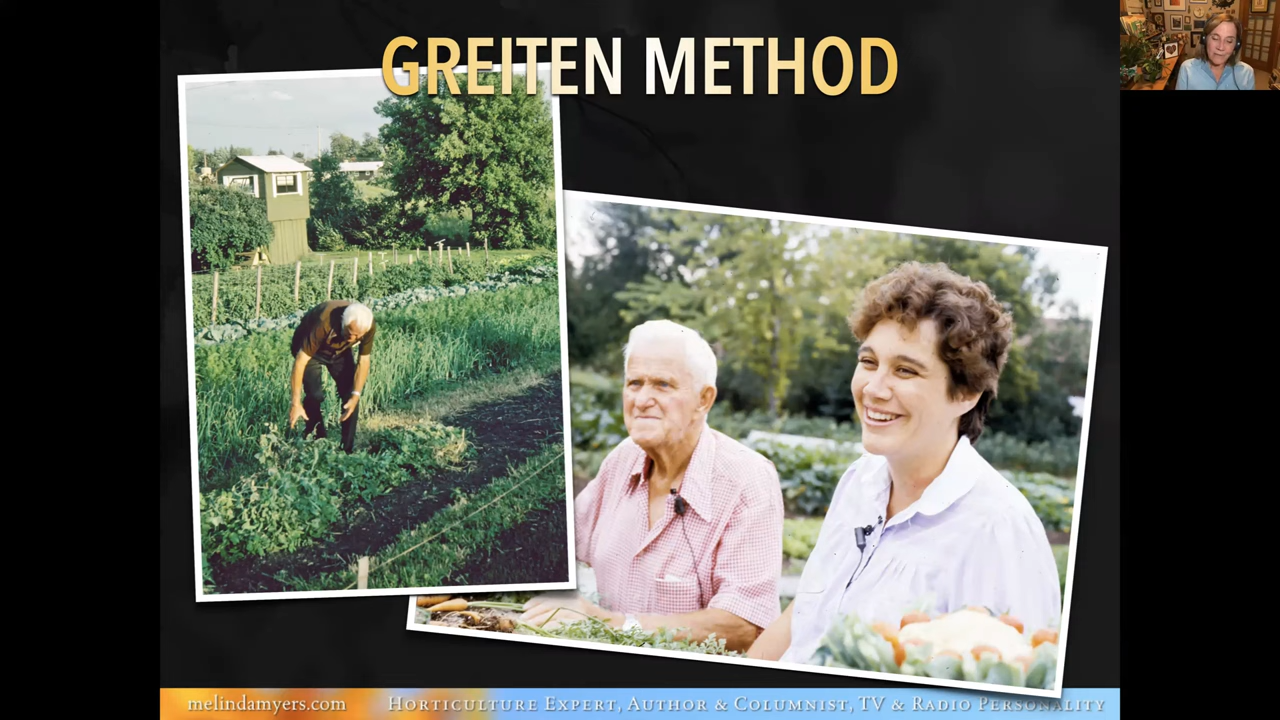 GREITEN METHOD
melindamyers.com HORTICULTURE EXPERT, AUTHOR & COLUMNIST, TV & RADIO PERSONALITY